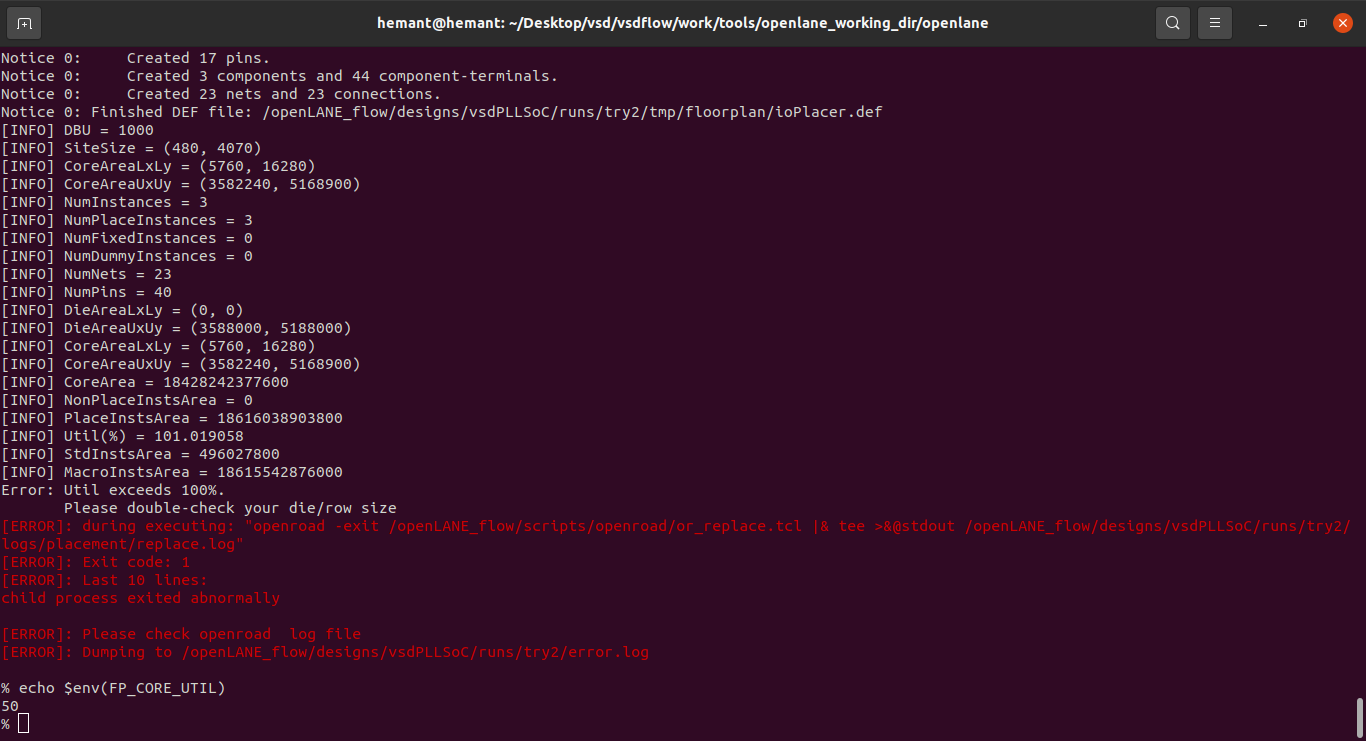 hemant@hemant: ~/Desktop/vsd/vsdflow/work/tools/openlane_working_dir/openlane
Notice 0:     Created 17 pins.
Notice 0:     Created 3 components and 44 component-terminals.
Notice 0:     Created 23 nets and 23 connections.
Notice 0: Finished DEF file: /openLANE_flow/designs/vsdPLLSoC/runs/try2/tmp/floorplan/ioPlacer.def
[INFO] DBU = 1000
[INFO] SiteSize = (480, 4070)
[INFO] CoreAreaLxLy = (5760, 16280)
[INFO] CoreAreaUxUy = (3582240, 5168900)
[INFO] NumInstances = 3
[INFO] NumPlaceInstances = 3
[INFO] NumFixedInstances = 0
[INFO] NumDummyInstances = 0
[INFO] NumNets = 23
[INFO] NumPins = 40
[INFO] DieAreaLxLy = (0, 0)
[INFO] DieAreaUxUy = (3588000, 5188000)
[INFO] CoreAreaLxLy = (5760, 16280)
[INFO] CoreAreaUxUy = (3582240, 5168900)
[INFO] CoreArea = 18428242377600
[INFO] NonPlaceInstsArea = 0
[INFO] PlaceInstsArea = 18616038903800
[INFO] Util(%) = 101.019058
[INFO] StdInstsArea = 496027800
[INFO] MacroInstsArea = 18615542876000
Error: Util exceeds 100%.
       Please double-check your die/row size
[ERROR]: during executing: "openroad -exit /openLANE_flow/scripts/openroad/or_replace.tcl |& tee >&@stdout /openLANE_flow/designs/vsdPLLSoC/runs/try2/
logs/placement/replace.log"
[ERROR]: Exit code: 1
[ERROR]: Last 10 lines:
child process exited abnormally
[ERROR]: Please check openroad  log file
[ERROR]: Dumping to /openLANE_flow/designs/vsdPLLSoC/runs/try2/error.log
% echo $env(FP_CORE_UTIL)
50
%